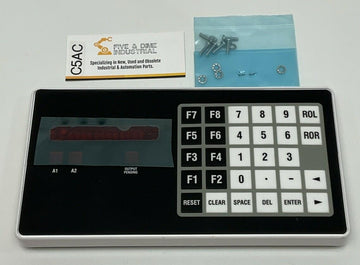 C5AC
FIVE A DIME
INDUSTRIAL
Specializing in New, Used and Obsolete
Industrial & Automation Parts.
F7 F8 7 8 9 ROL
F5 F6 4 5 6 ROR
F3 F4 1 2 3
F1 F2 0 · - ◄
RESET CLEAR SPACE DEL ENTER ►
A1 A2 OUTPUT
PENDING